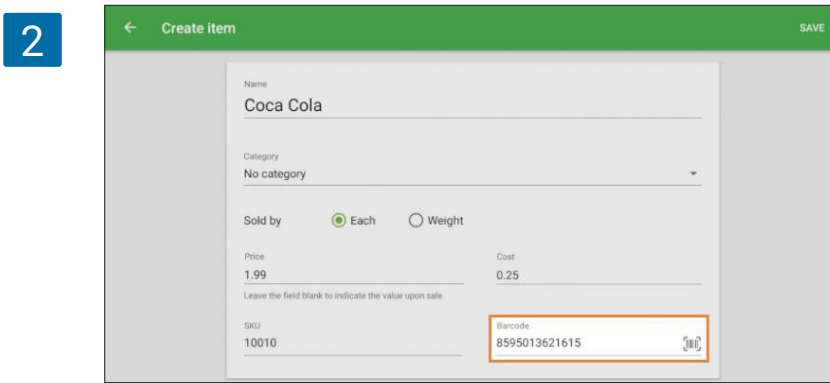 2
Create item
SAVE
Name
Coca Cola
Category
No category
Sold by Each Weight
Price Cost
1.99 0.25
Leave the field blank to indicate the value upon sale
SKU Barcode
10010 8595013621615